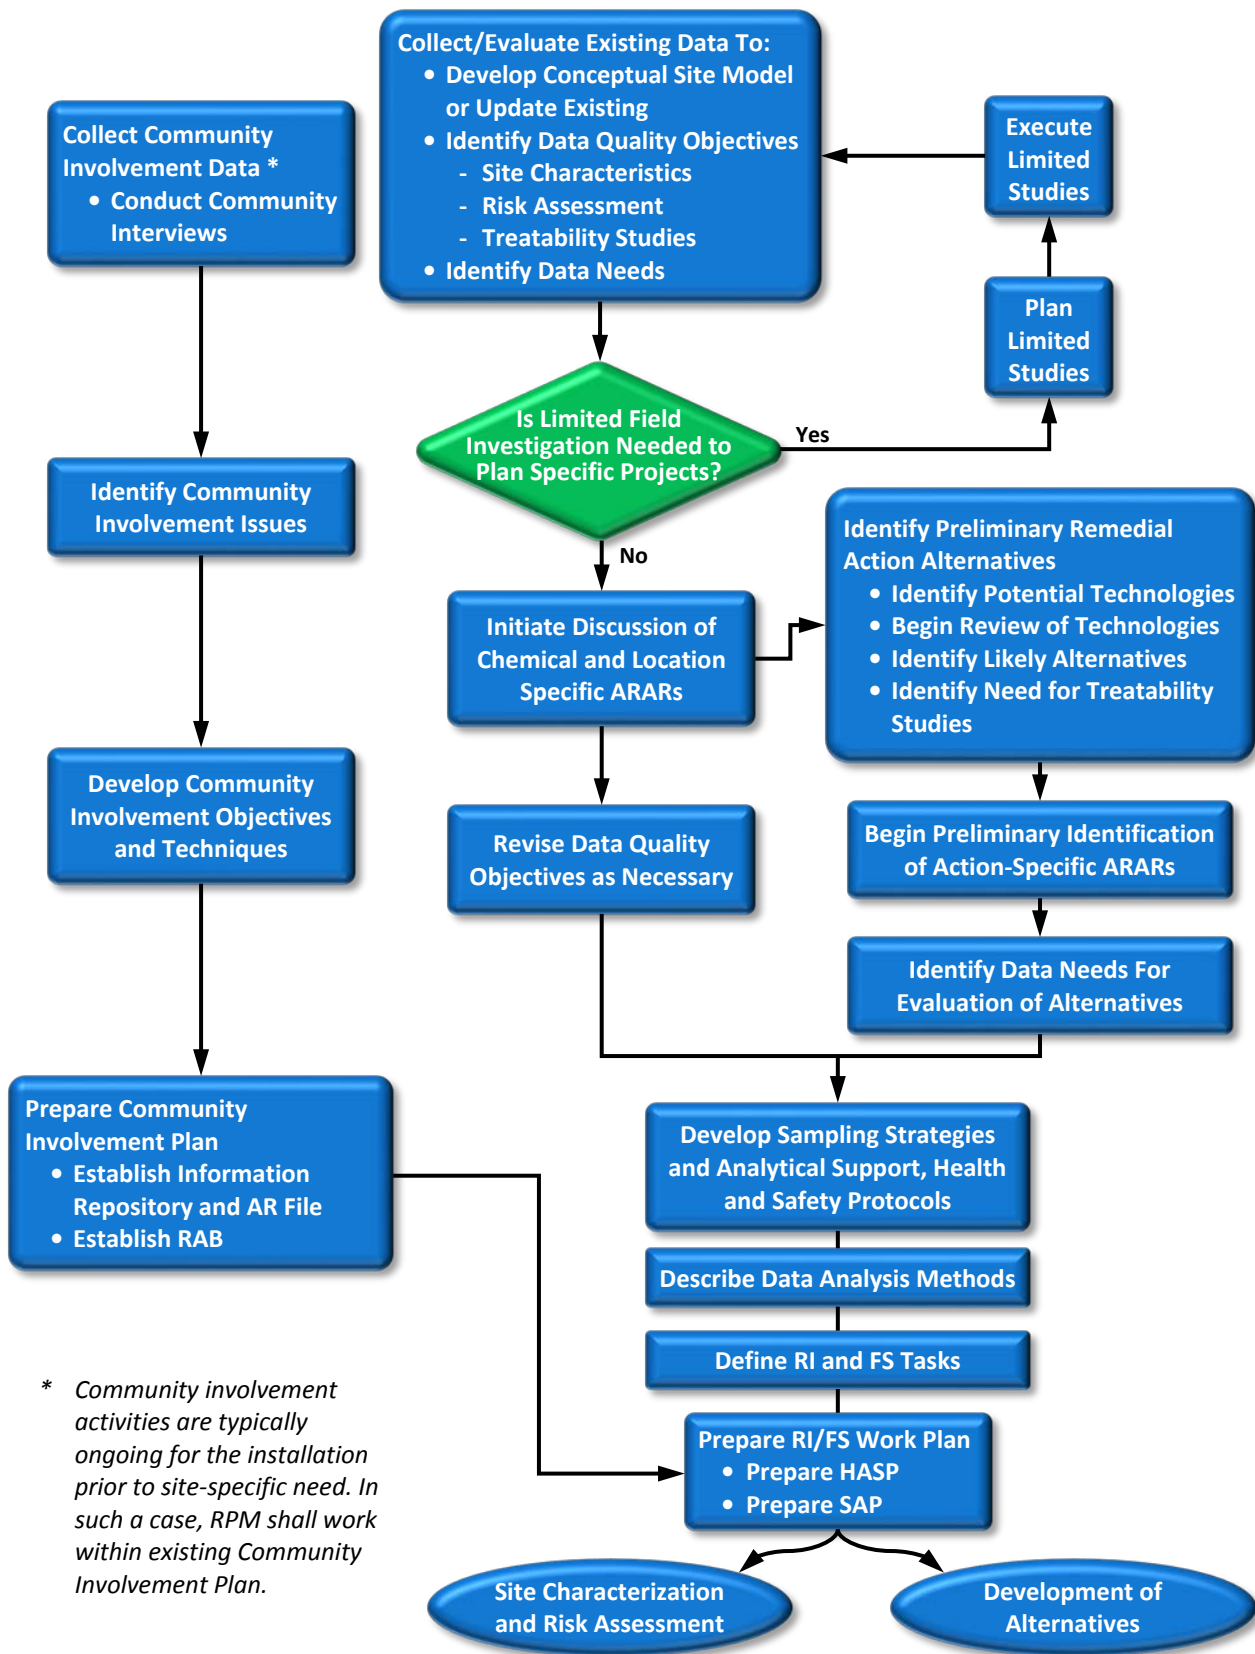 Collect/Evaluate Existing Data To:
• Develop Conceptual Site Model
or Update Existing
• Identify Data Quality Objectives
- Site Characteristics
- Risk Assessment
- Treatability Studies
• Identify Data Needs
Execute
Limited
Studies
Plan
Limited
Studies
Collect Community
Involvement Data *
• Conduct Community
Interviews
Is Limited Field
Investigation Needed to
Plan Specific Projects?
Yes
No
Identify Community
Involvement Issues
Initiate Discussion of
Chemical and Location
Specific ARARs
Identify Preliminary Remedial
Action Alternatives
• Identify Potential Technologies
• Begin Review of Technologies
• Identify Likely Alternatives
• Identify Need for Treatability
Studies
Develop Community
Involvement Objectives
and Techniques
Revise Data Quality
Objectives as Necessary
Begin Preliminary Identification
of Action-Specific ARARs
Identify Data Needs For
Evaluation of Alternatives
Prepare Community
Involvement Plan
• Establish Information
Repository and AR File
• Establish RAB
Develop Sampling Strategies
and Analytical Support, Health
and Safety Protocols
Describe Data Analysis Methods
Define RI and FS Tasks
Prepare RI/FS Work Plan
• Prepare HASP
• Prepare SAP
* Community involvement
activities are typically
ongoing for the installation
prior to site-specific need. In
such a case, RPM shall work
within existing Community
Involvement Plan.
Site Characterization
and Risk Assessment
Development of
Alternatives